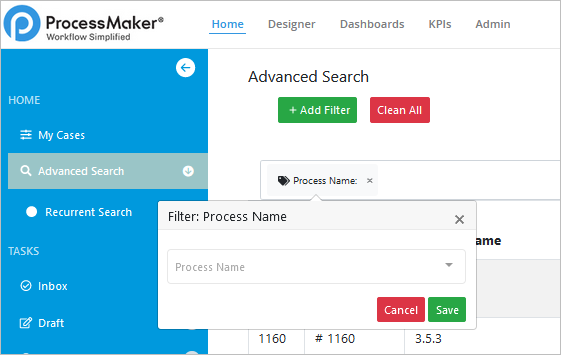 ProcessMaker®
Workflow Simplified
Home Designer Dashboards KPIs Admin
HOME
My Cases
Advanced Search
Recurrent Search
TASKS
Inbox
Draft
Advanced Search
+ Add Filter Clean All
Process Name: ×
Filter: Process Name ×
Process Name
Cancel Save
1160 # 1160 3.5.3